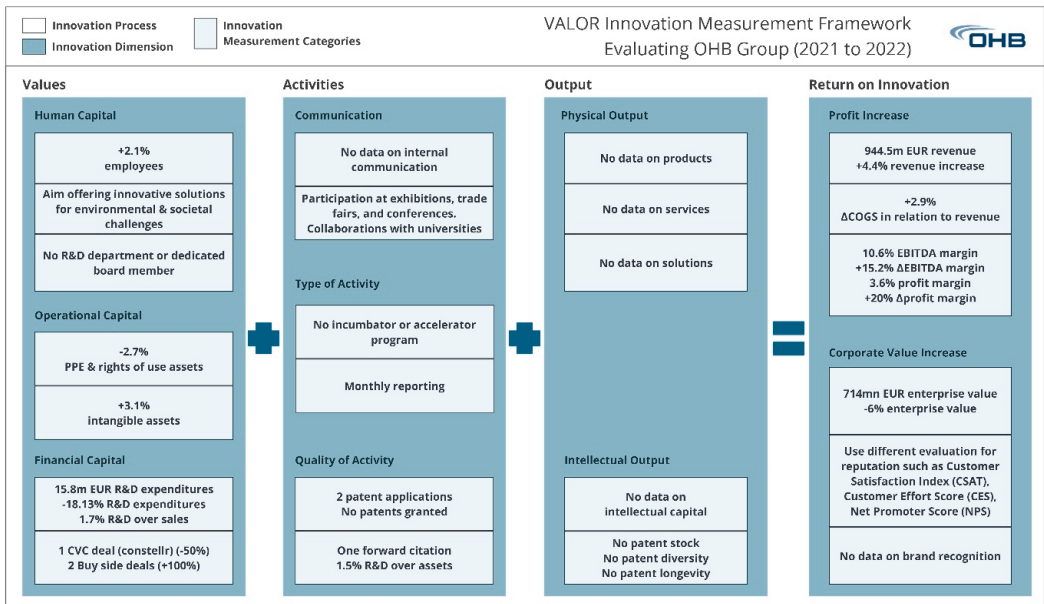 Innovation Process
Innovation Dimension
Innovation
Measurement Categories
VALOR Innovation Measurement Framework
Evaluating OHB Group (2021 to 2022)
OHB
Values
Human Capital
+2.1%
employees
Aim offering innovative solutions
for environmental & societal
challenges
No R&D department or dedicated
board member
Operational Capital
-2.7%
PPE & rights of use assets
+3.1%
intangible assets
Financial Capital
15.8m EUR R&D expenditures
-18.13% R&D expenditures
1.7% R&D over sales
1 CVC deal (constellr) (-50%)
2 Buy side deals (+100%)
Activities
Communication
No data on internal
communication
Participation at exhibitions, trade
fairs, and conferences.
Collaborations with universities
Type of Activity
No incubator or accelerator
program
Monthly reporting
Quality of Activity
2 patent applications
No patents granted
One forward citation
1.5% R&D over assets
Output
Physical Output
No data on products
No data on services
No data on solutions
Intellectual Output
No data on
intellectual capital
No patent stock
No patent diversity
No patent longevity
Return on Innovation
Profit Increase
944.5m EUR revenue
+4.4% revenue increase
+2.9%
ΔCOGS in relation to revenue
10.6% EBITDA margin
+15.2% ΔEBITDA margin
3.6% profit margin
+20% Δprofit margin
Corporate Value Increase
714mn EUR enterprise value
-6% enterprise value
Use different evaluation for
reputation such as Customer
Satisfaction Index (CSAT),
Customer Effort Score (CES),
Net Promoter Score (NPS)
No data on brand recognition